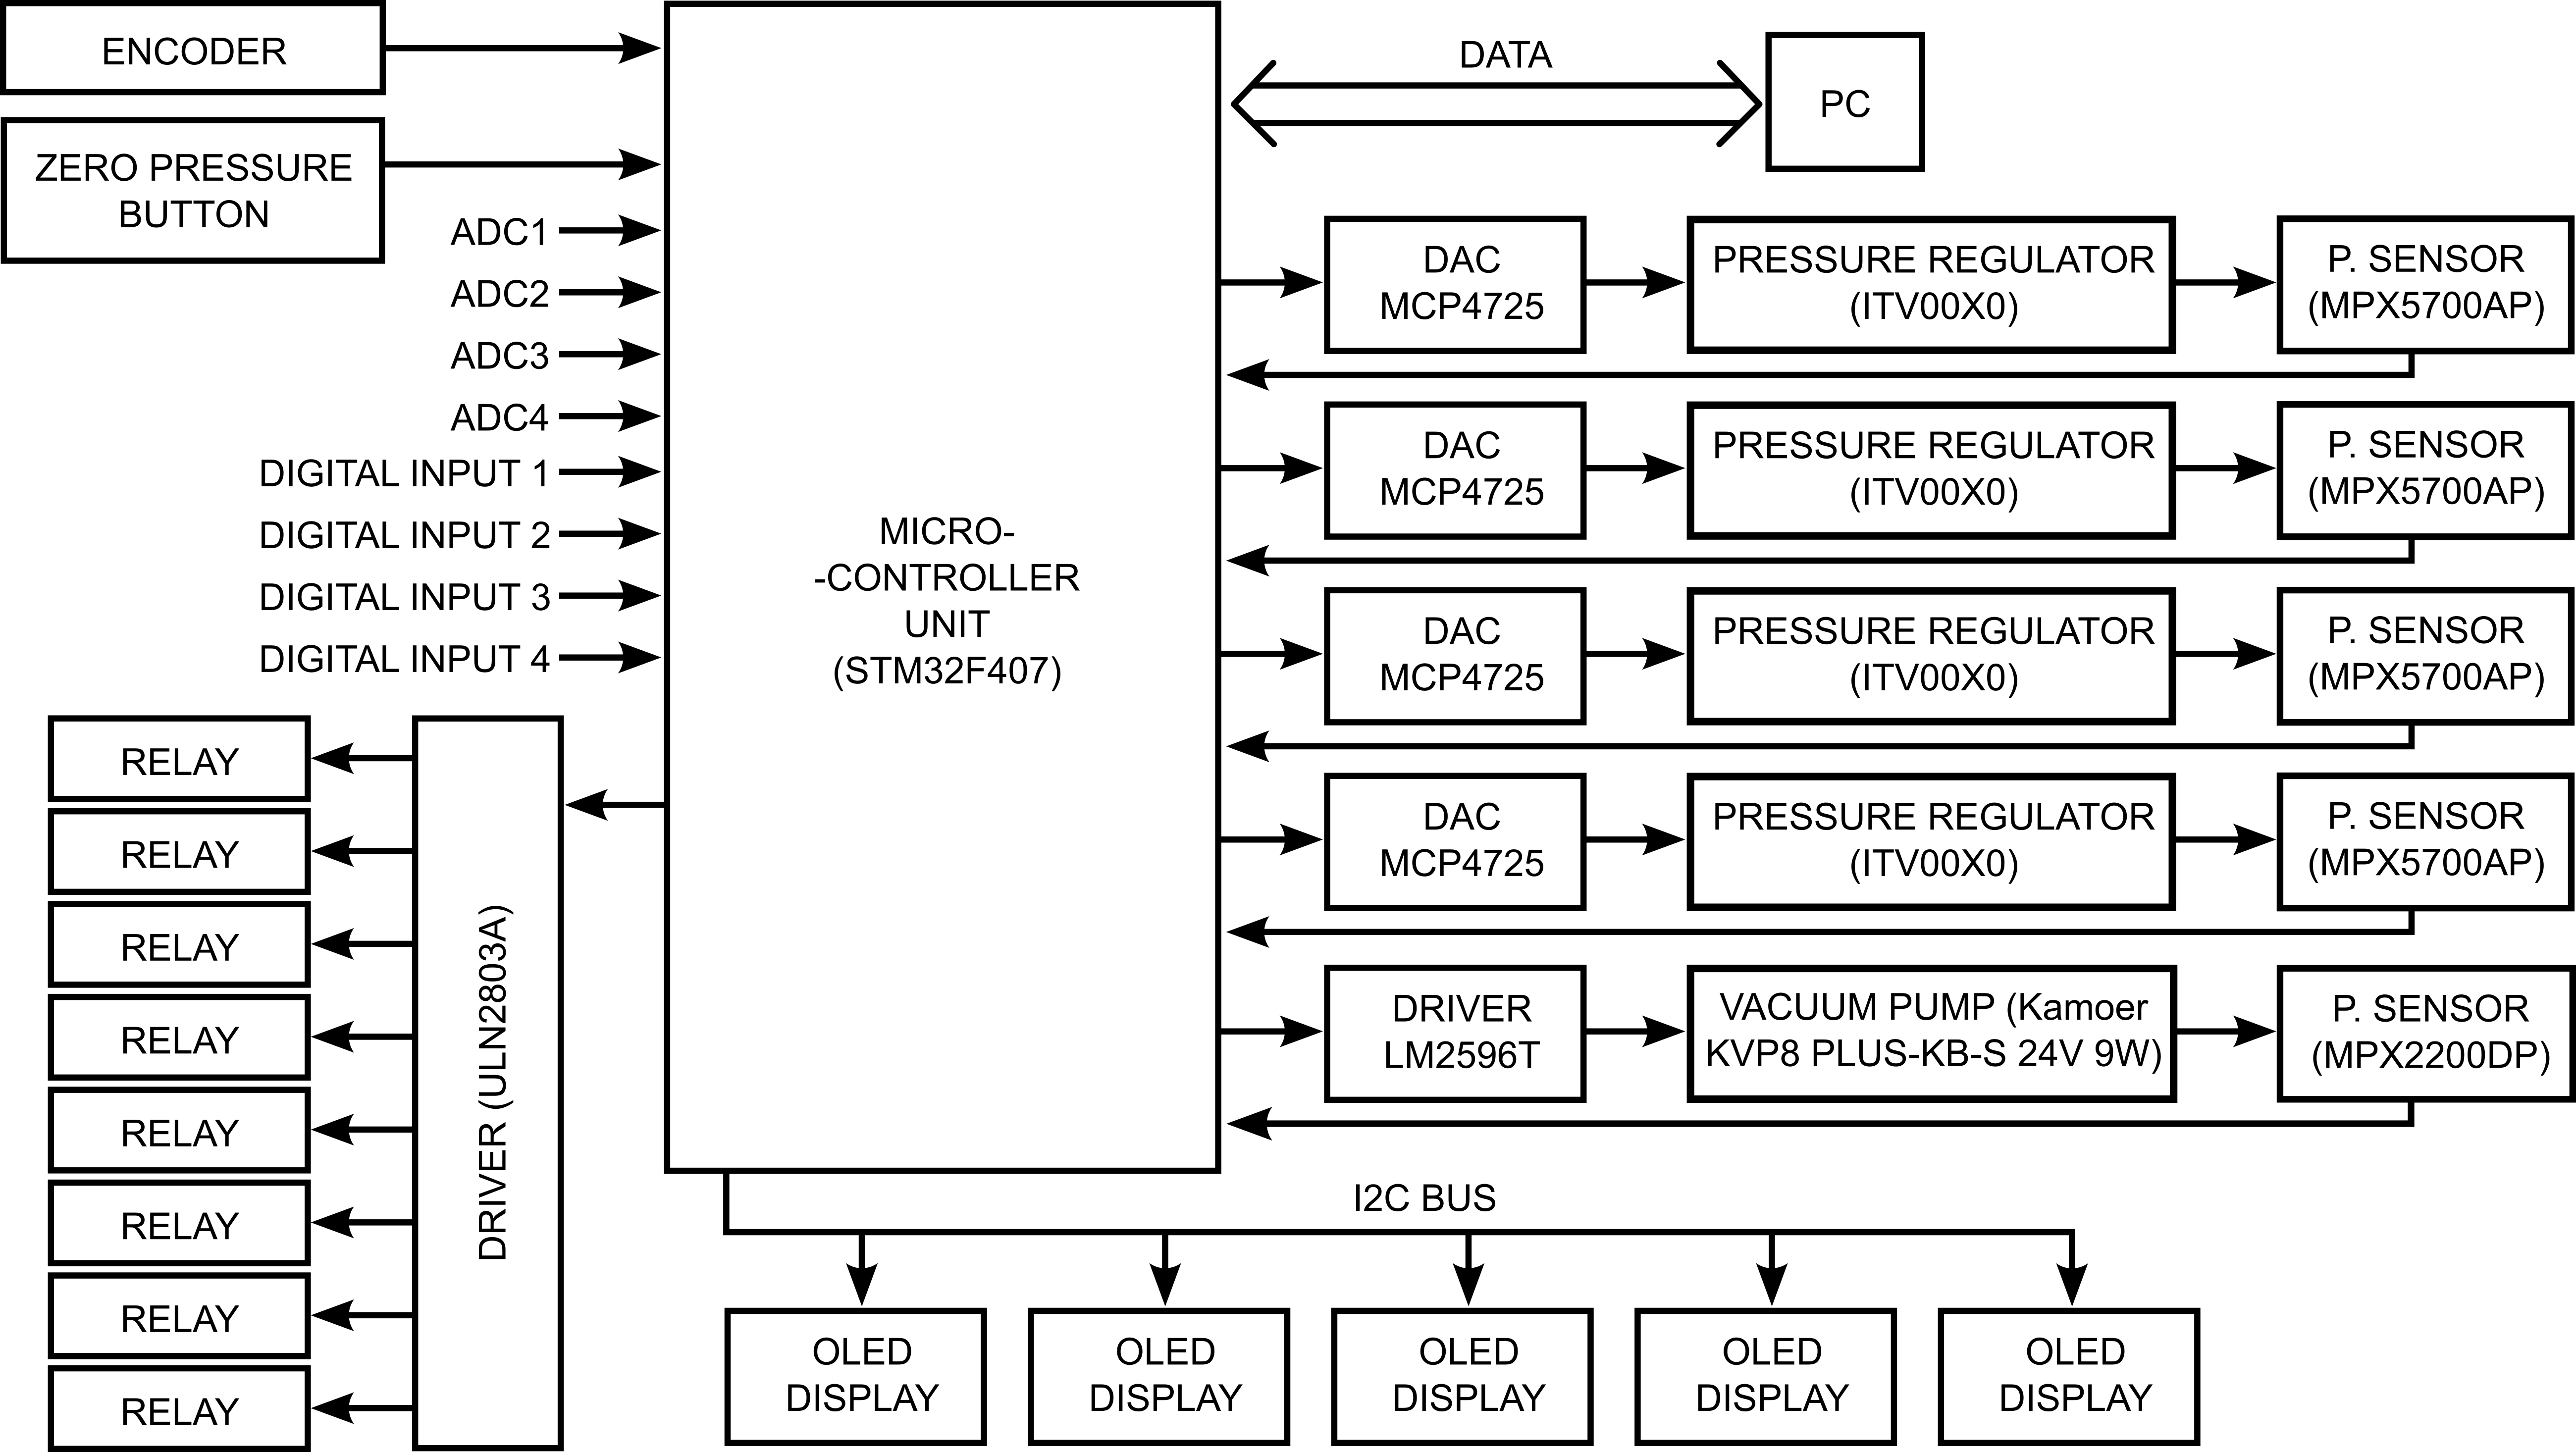 ENCODER
ZERO PRESSURE
BUTTON
ADC1
ADC2
ADC3
ADC4
DIGITAL INPUT 1
DIGITAL INPUT 2
DIGITAL INPUT 3
DIGITAL INPUT 4
RELAY
RELAY
RELAY
RELAY
RELAY
RELAY
RELAY
RELAY
DRIVER (ULN2803A)
MICRO-
-CONTROLLER
UNIT
(STM32F407)
DATA
PC
DAC
MCP4725
PRESSURE REGULATOR
(ITV00X0)
P. SENSOR
(MPX5700AP)
DAC
MCP4725
PRESSURE REGULATOR
(ITV00X0)
P. SENSOR
(MPX5700AP)
DAC
MCP4725
PRESSURE REGULATOR
(ITV00X0)
P. SENSOR
(MPX5700AP)
DAC
MCP4725
PRESSURE REGULATOR
(ITV00X0)
P. SENSOR
(MPX5700AP)
DRIVER
LM2596T
VACUUM PUMP (Kamoer
KVP8 PLUS-KB-S 24V 9W)
P. SENSOR
(MPX2200DP)
I2C BUS
OLED
DISPLAY
OLED
DISPLAY
OLED
DISPLAY
OLED
DISPLAY
OLED
DISPLAY